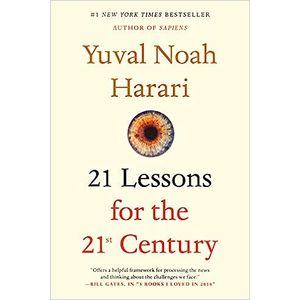 #1 NEW YORK TIMES BESTSELLER
AUTHOR OF SAPIENS
Yuval Noah
Harari
21 Lessons
for the
21st Century
"Offers a helpful framework for processing the news
and thinking about the challenges we face."
—BILL GATES, IN "5 BOOKS I LOVED IN 2018"